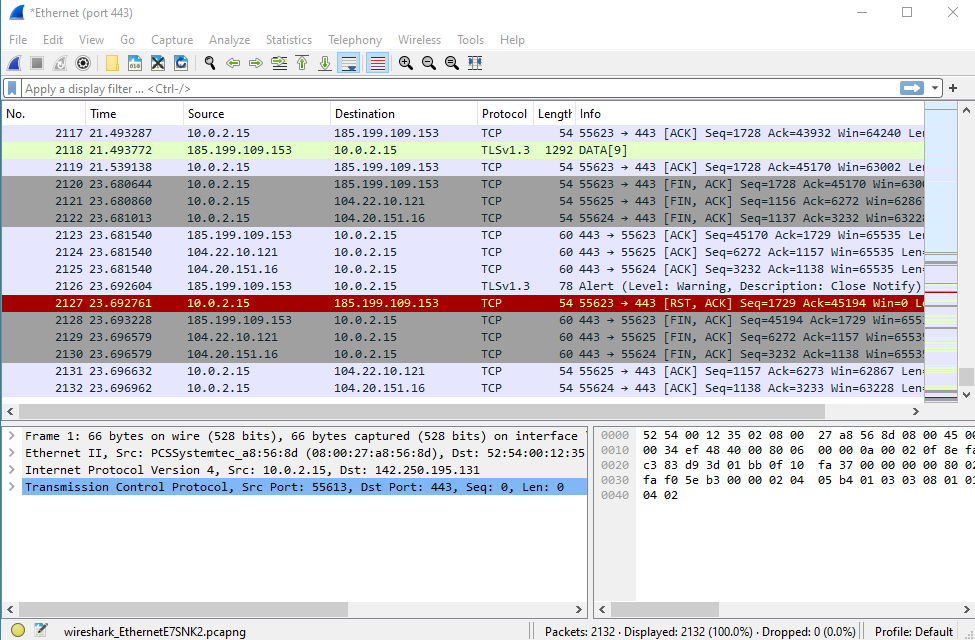 *Ethernet (port 443)
File Edit View Go Capture Analyze Statistics Telephony Wireless Tools Help
Apply a display filter ... <Ctrl-/>
No. Time Source Destination Protocol Length Info
2117 21.493287 10.0.2.15 185.199.109.153 TCP 54 55623 → 443 [ACK] Seq=1728 Ack=43932 Win=64240 Le
2118 21.493772 185.199.109.153 10.0.2.15 TLSv1.3 1292 DATA[9]
2119 21.539138 10.0.2.15 185.199.109.153 TCP 54 55623 → 443 [ACK] Seq=1728 Ack=45170 Win=63002 Le
2120 23.680644 10.0.2.15 185.199.109.153 TCP 54 55623 → 443 [FIN, ACK] Seq=1728 Ack=45170 Win=630
2121 23.680860 10.0.2.15 104.22.10.121 TCP 54 55625 → 443 [FIN, ACK] Seq=1156 Ack=6272 Win=62867
2122 23.681013 10.0.2.15 104.20.151.16 TCP 54 55624 → 443 [FIN, ACK] Seq=1137 Ack=3232 Win=63228
2123 23.681540 185.199.109.153 10.0.2.15 TCP 60 443 → 55623 [ACK] Seq=45170 Ack=1729 Win=65535 Le
2124 23.681540 104.22.10.121 10.0.2.15 TCP 60 443 → 55625 [ACK] Seq=6272 Ack=1157 Win=65535 Len
2125 23.681540 104.20.151.16 10.0.2.15 TCP 60 443 → 55624 [ACK] Seq=3232 Ack=1138 Win=65535 Len
2126 23.692604 185.199.109.153 10.0.2.15 TLSv1.3 78 Alert (Level: Warning, Description: Close Notify)
2127 23.692761 10.0.2.15 185.199.109.153 TCP 54 55623 → 443 [RST, ACK] Seq=1729 Ack=45194 Win=0 L
2128 23.693228 185.199.109.153 10.0.2.15 TCP 60 443 → 55623 [FIN, ACK] Seq=45194 Ack=1729 Win=655
2129 23.696579 104.22.10.121 10.0.2.15 TCP 60 443 → 55625 [FIN, ACK] Seq=6272 Ack=1157 Win=65535
2130 23.696579 104.20.151.16 10.0.2.15 TCP 60 443 → 55624 [FIN, ACK] Seq=3232 Ack=1138 Win=65535
2131 23.696632 10.0.2.15 104.22.10.121 TCP 54 55625 → 443 [ACK] Seq=1157 Ack=6273 Win=62867 Len=
2132 23.696962 10.0.2.15 104.20.151.16 TCP 54 55624 → 443 [ACK] Seq=1138 Ack=3233 Win=63228 Len=
Frame 1: 66 bytes on wire (528 bits), 66 bytes captured (528 bits) on interface
Ethernet II, Src: PCSSystemtec_a8:56:8d (08:00:27:a8:56:8d), Dst: 52:54:00:12:35
Internet Protocol Version 4, Src: 10.0.2.15, Dst: 142.250.195.131
Transmission Control Protocol, Src Port: 55613, Dst Port: 443, Seq: 0, Len: 0
0000 52 54 00 12 35 02 08 00 27 a8 56 8d 08 00 45 00
0010 00 34 ef 48 40 00 80 06 00 00 0a 00 02 0f 8e fa
0020 c3 83 d9 3d 01 bb 0f 10 fa 37 00 00 00 00 80 02
0030 fa f0 5e b3 00 00 02 04 05 b4 01 03 03 08 01 01
0040 04 02
wireshark_EthernetE7SNK2.pcapng
Packets: 2132 · Displayed: 2132 (100.0%) · Dropped: 0 (0.0%)
Profile: Default